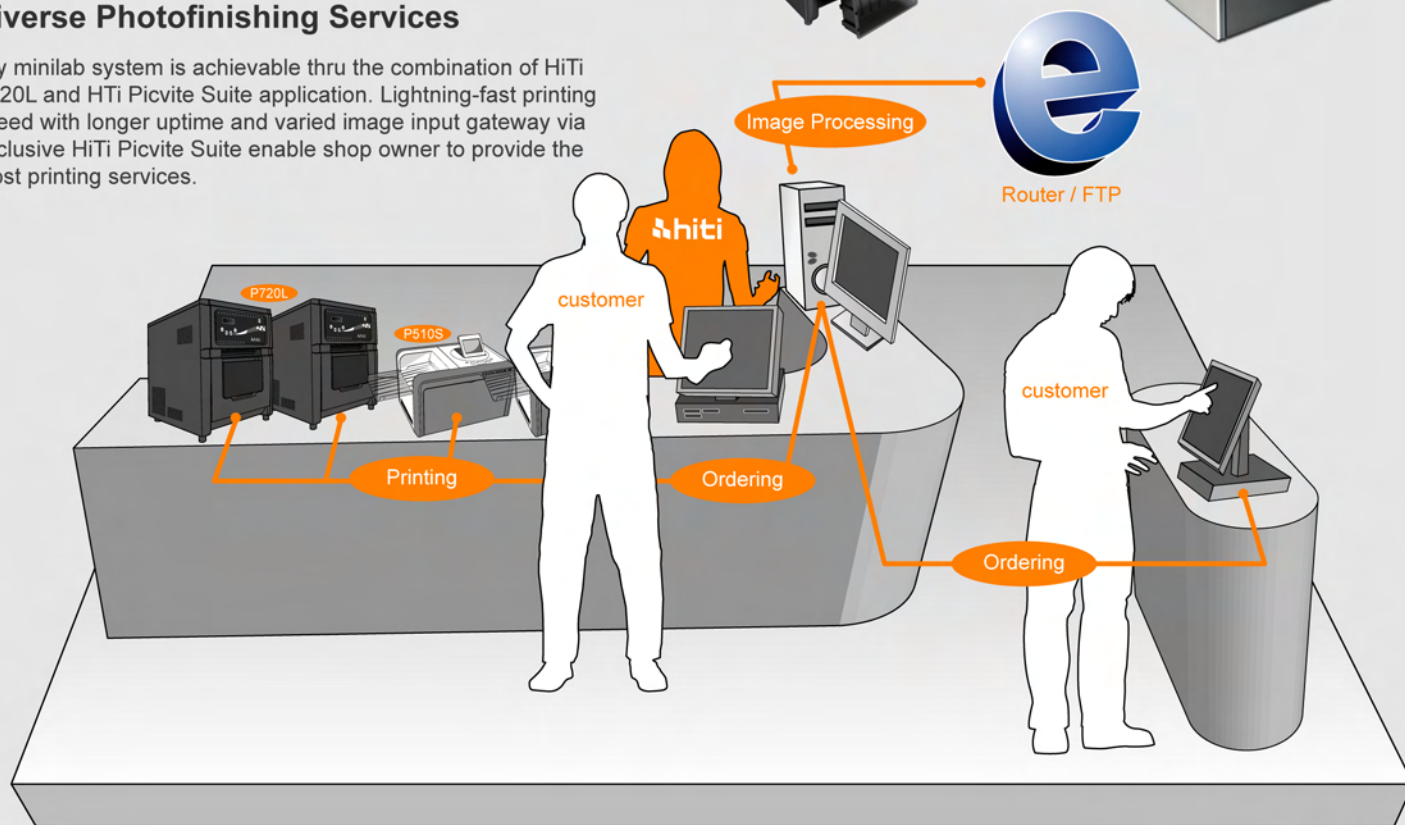 iverse Photofinishing Services
y minilab system is achievable thru the combination of HiTi
20L and HTi Picvite Suite application. Lightning-fast printing
eed with longer uptime and varied image input gateway via
clusive HiTi Picvite Suite enable shop owner to provide the
ost printing services.
Image Processing
Router / FTP
hiti
customer
P720L
P510S
customer
Printing
Ordering
Ordering